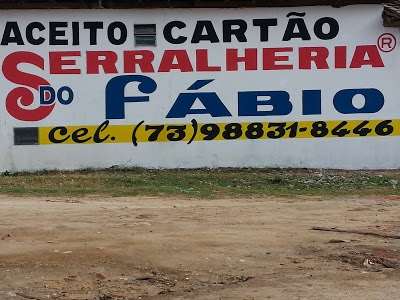 ACEITO CARTÃO
SERRALHERIA ®
DO FÁBIO
cel. (73)98831-8446